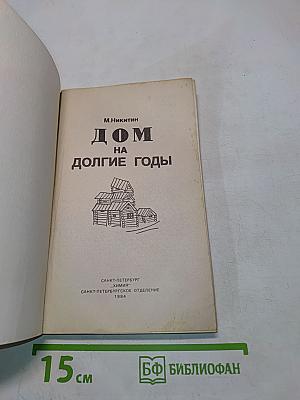 М.Никитин
ДОМ
НА
ДОЛГИЕ ГОДЫ
САНКТ-ПЕТЕРБУРГ
"ХИМИЯ"
САНКТ-ПЕТЕРБУРГСКОЕ ОТДЕЛЕНИЕ
1994
15 см
БФ БИБЛИОФАН